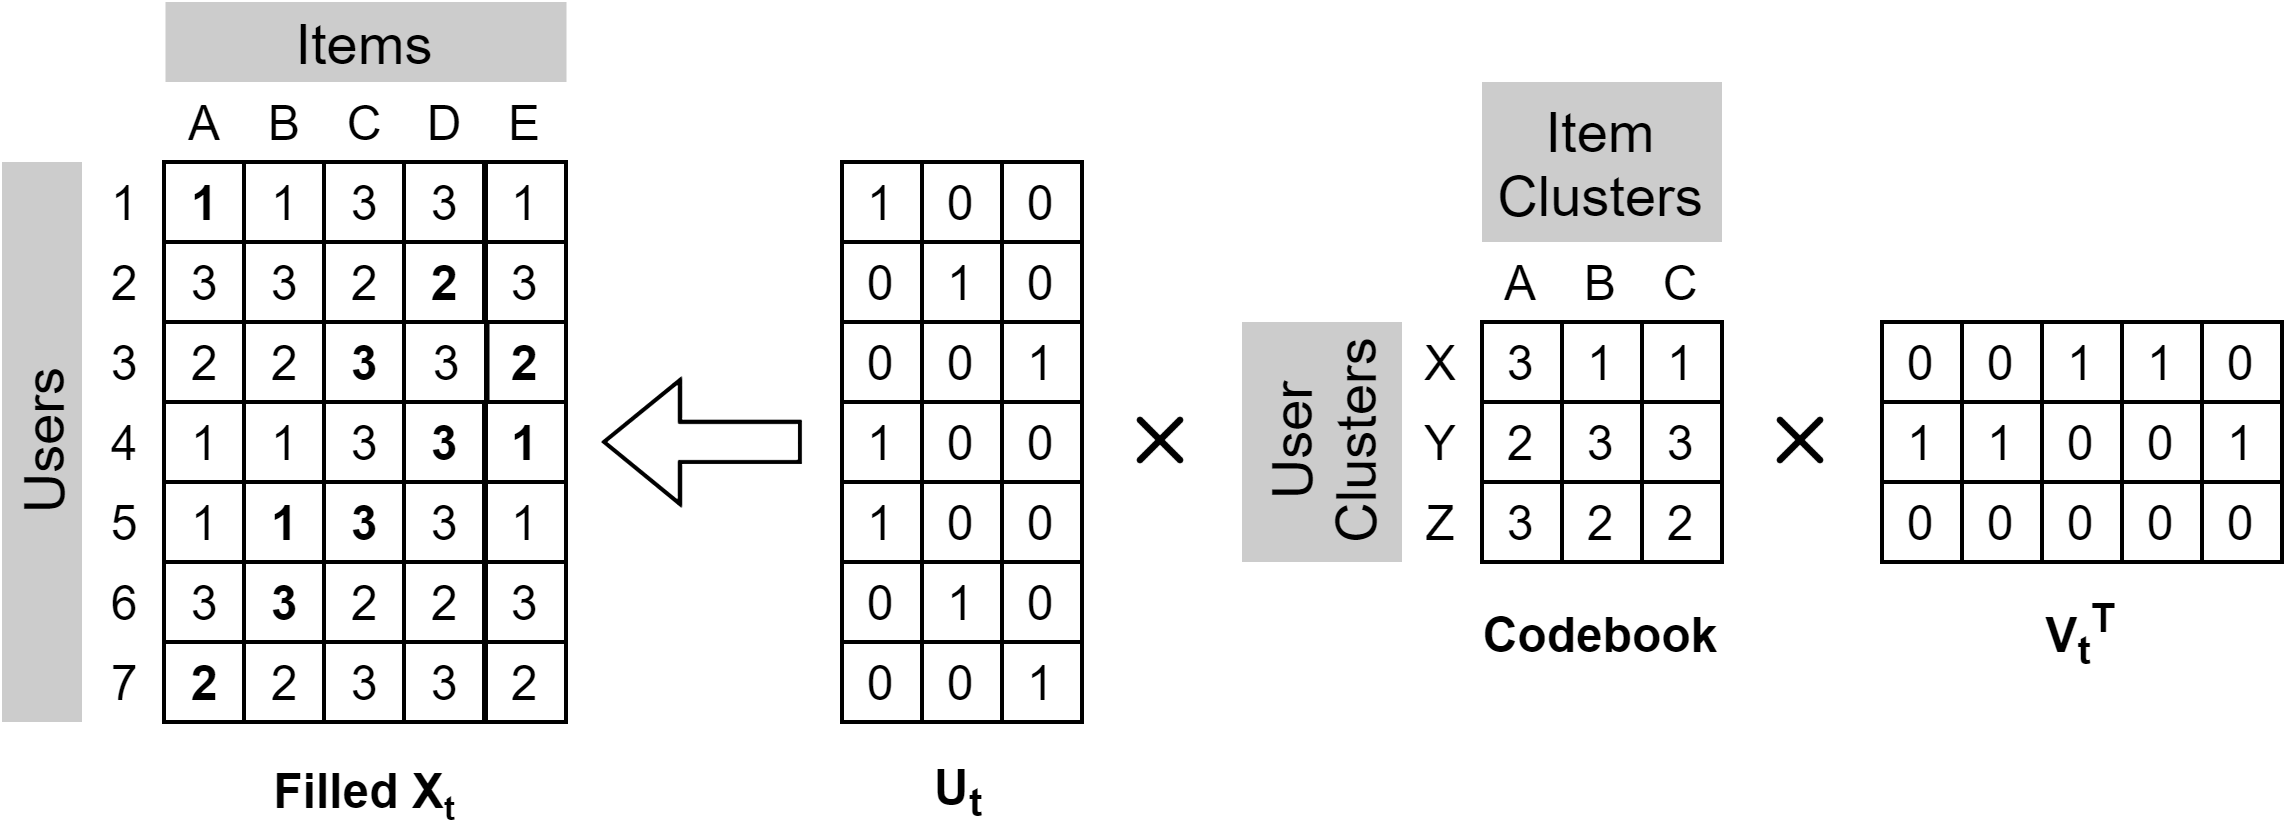 Items
A B C D E
Users
1 1 1 3 3 1
2 3 3 2 2 3
3 2 2 3 3 2
4 1 1 3 3 1
5 1 1 3 3 1
6 3 3 2 2 3
7 2 2 3 3 2
Filled Xt
1 0 0
0 1 0
0 0 1
1 0 0
1 0 0
0 1 0
0 0 1
Ut
×
Item
Clusters
A B C
User
Clusters
X 3 1 1
Y 2 3 3
Z 3 2 2
Codebook
×
0 0 1 1 0
1 1 0 0 1
0 0 0 0 0
VtT